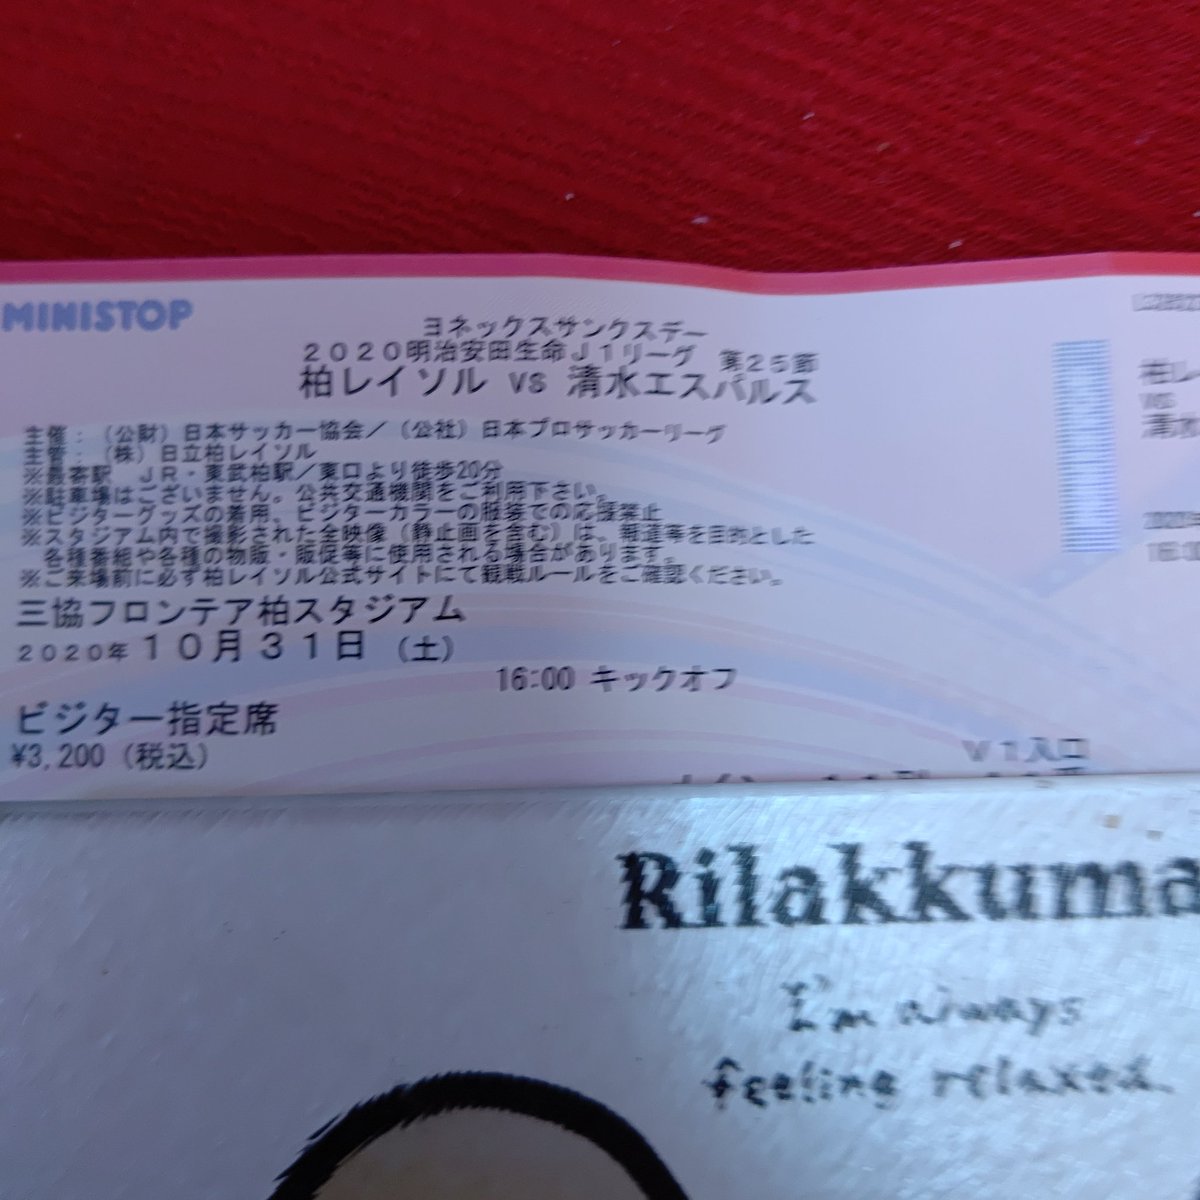 MINISTOP
ヨネックスサンクスデー
2020明治安田生命J1リーグ 第25節
柏レイソル VS 清水エスパルス
主催:(公財)日本サッカー協会/(公社)日本プロサッカーリーグ
主管:(株)日立柏レイソル
※最寄駅 JR・東武柏駅/東口より徒歩20分
※駐車場はございません。公共交通機関をご利用下さい。
※ビジターグッズの着用、ビジターカラーの服装での応援禁止
※スタジアム内で撮影された全映像(静止画を含む)は、報道等を目的とした
各種番組や各種の物販・販促等に使用される場合があります。
※ご来場前に必ず柏レイソル公式サイトにて観戦ルールをご確認ください。
三協フロンテア柏スタジアム
2020年10月31日(土)
16:00 キックオフ
ビジター指定席
¥3,200(税込)
V1入口
柏レ
VS
清水
2020
16:0
Rilakkuma
I'm always
feeling relaxed.